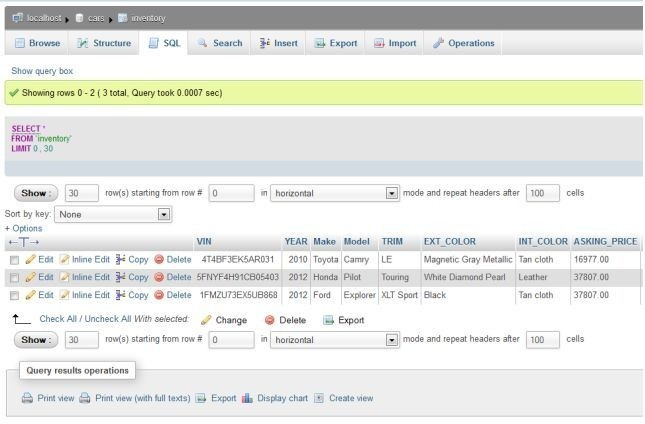 localhost ▸ cars ▸ inventory
Browse Structure SQL Search Insert Export Import Operations
Show query box
Showing rows 0 - 2 ( 3 total, Query took 0.0007 sec)
SELECT *
FROM `inventory`
LIMIT 0 , 30
Show : 30 row(s) starting from row # 0 in horizontal mode and repeat headers after 100 cells
Sort by key: None
+ Options
←T→ VIN YEAR Make Model TRIM EXT_COLOR INT_COLOR ASKING_PRICE
Edit Inline Edit Copy Delete 4T4BF3EK5AR031 2010 Toyota Camry LE Magnetic Gray Metallic Tan cloth 16977.00
Edit Inline Edit Copy Delete 5FNYF4H91CB05403 2012 Honda Pilot Touring White Diamond Pearl Leather 37807.00
Edit Inline Edit Copy Delete 1FMZU73EX5UB868 2012 Ford Explorer XLT Sport Black Tan cloth 37807.00
Check All / Uncheck All With selected: Change Delete Export
Show : 30 row(s) starting from row # 0 in horizontal mode and repeat headers after 100 cells
Query results operations
Print view Print view (with full texts) Export Display chart Create view